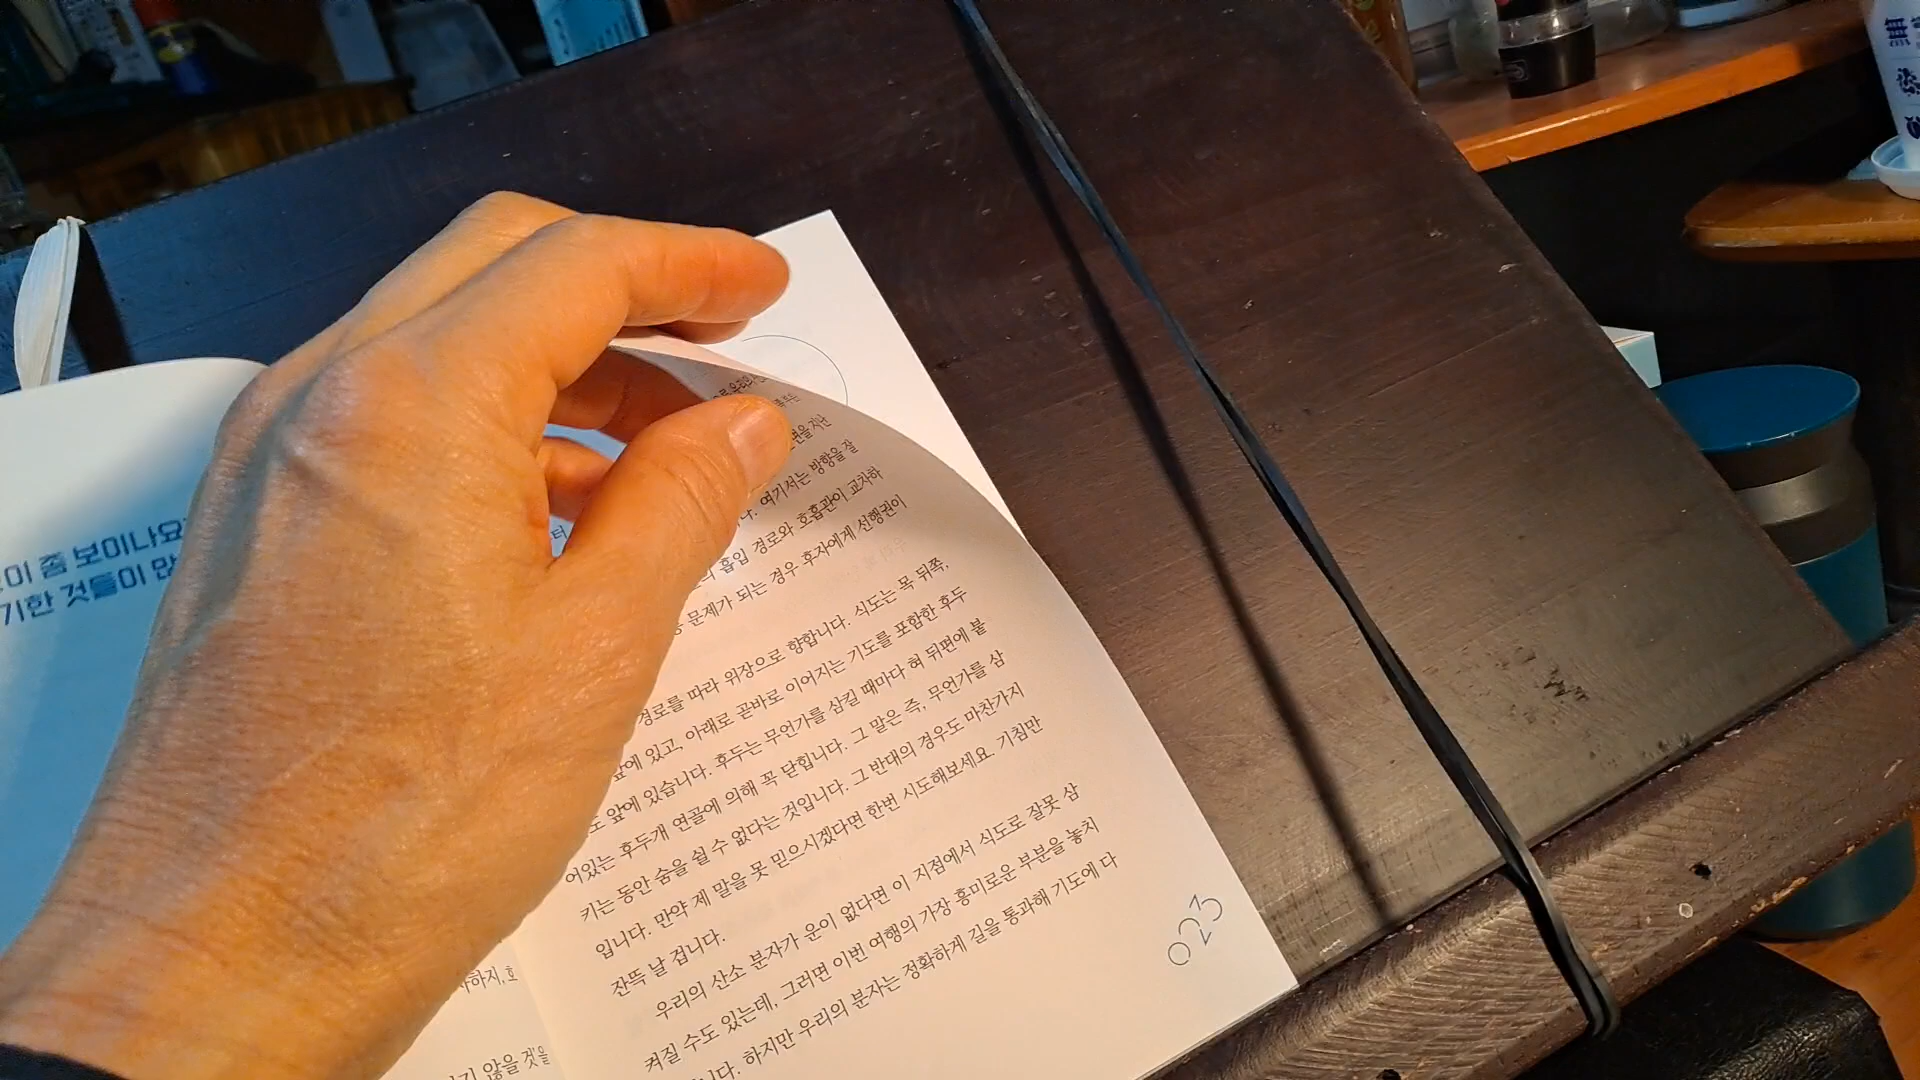 좀 보이나요
기한 것들이 많
우리의
쪽 부는
면을 지난
여기서는 방향을 잘
흡입 경로와 호흡관이 교차하
문제가 되는 경우 후자에게 선행권이
경로를 따라 위장으로 향합니다. 식도는 목 뒤쪽,
앞에 있고, 아래로 곧바로 이어지는 기도를 포함한 후두
도 앞에 있습니다. 후두는 무언가를 삼킬 때마다 혀 뒤편에 붙
어있는 후두개 연골에 의해 꼭 닫힙니다. 그 말은 즉, 무언가를 삼
키는 동안 숨을 쉴 수 없다는 것입니다. 그 반대의 경우도 마찬가지
입니다. 만약 제 말을 못 믿으시겠다면 한번 시도해보세요. 기침만
잔뜩 날 겁니다.
우리의 산소 분자가 운이 없다면 이 지점에서 식도로 잘못 삼
켜질 수도 있는데, 그러면 이번 여행의 가장 흥미로운 부분을 놓치
니다. 하지만 우리의 분자는 정확하게 길을 통과해 기도에 다
023
하지, 호
않을 것'을
無